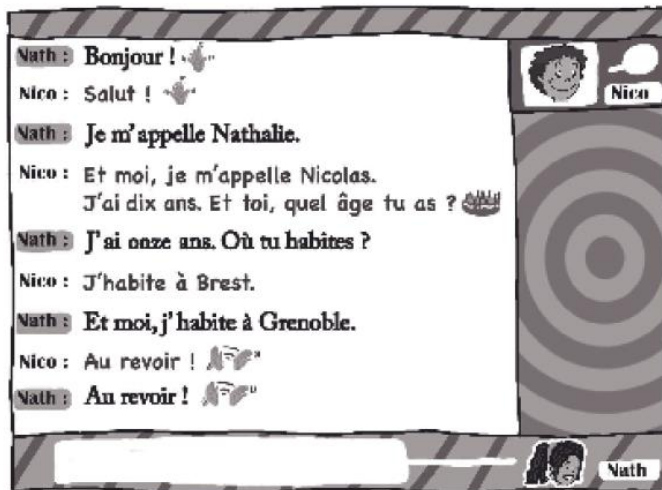 Nath : Bonjour !
Nico : Salut !
Nath : Je m'appelle Nathalie.
Nico : Et moi, je m'appelle Nicolas.
J'ai dix ans. Et toi, quel âge tu as ?
Nath : J'ai onze ans. Où tu habites ?
Nico : J'habite à Brest.
Nath : Et moi, j'habite à Grenoble.
Nico : Au revoir !
Nath : Au revoir !
Nico
Nath